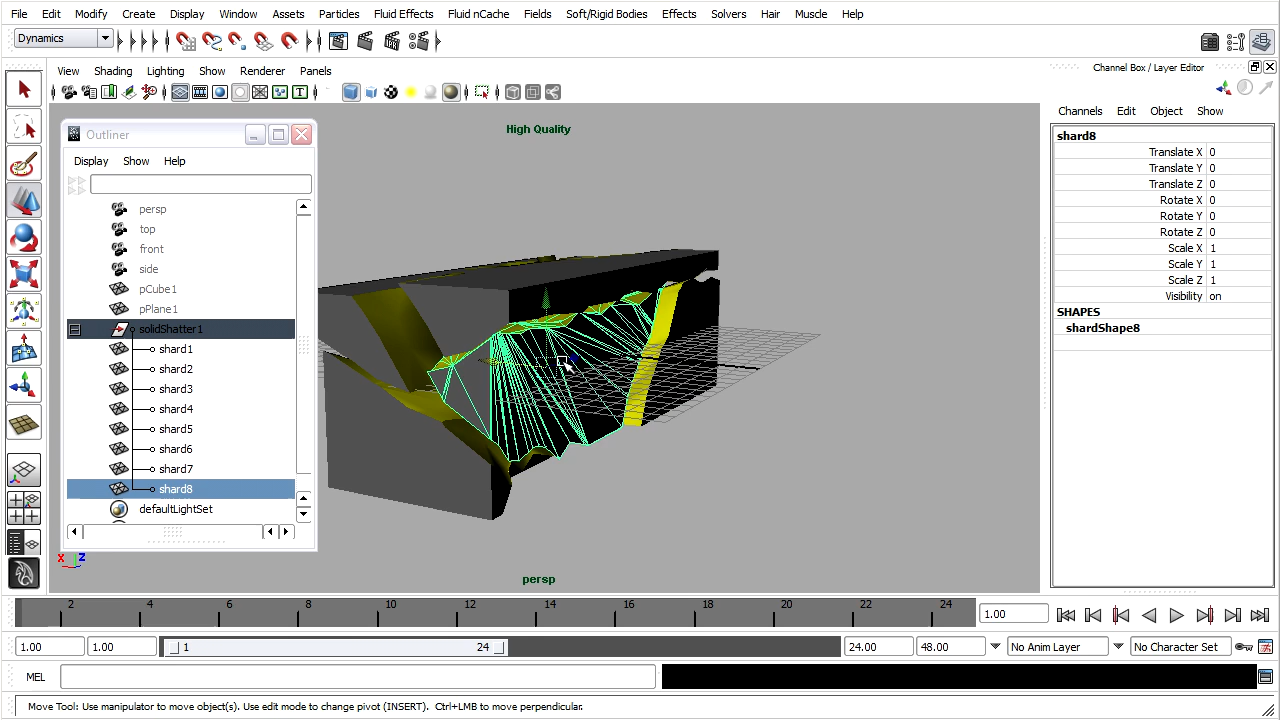 File Edit Modify Create Display Window Assets Particles Fluid Effects Fluid nCache Fields Soft/Rigid Bodies Effects Solvers Hair Muscle Help
Dynamics
View Shading Lighting Show Renderer Panels
Channel Box / Layer Editor
Channels Edit Object Show
High Quality
Outliner
Display Show Help
persp
top
front
side
pCube1
pPlane1
solidShatter1
shard1
shard2
shard3
shard4
shard5
shard6
shard7
shard8
defaultLightSet
shard8
Translate X 0
Translate Y 0
Translate Z 0
Rotate X 0
Rotate Y 0
Rotate Z 0
Scale X 1
Scale Y 1
Scale Z 1
Visibility on
SHAPES
shardShape8
X Z
persp
2 4 6 8 10 12 14 16 18 20 22 24 1.00
1.00 1.00 1 24 24.00 48.00 No Anim Layer No Character Set
MEL
Move Tool: Use manipulator to move object(s). Use edit mode to change pivot (INSERT). Ctrl+LMB to move perpendicular.